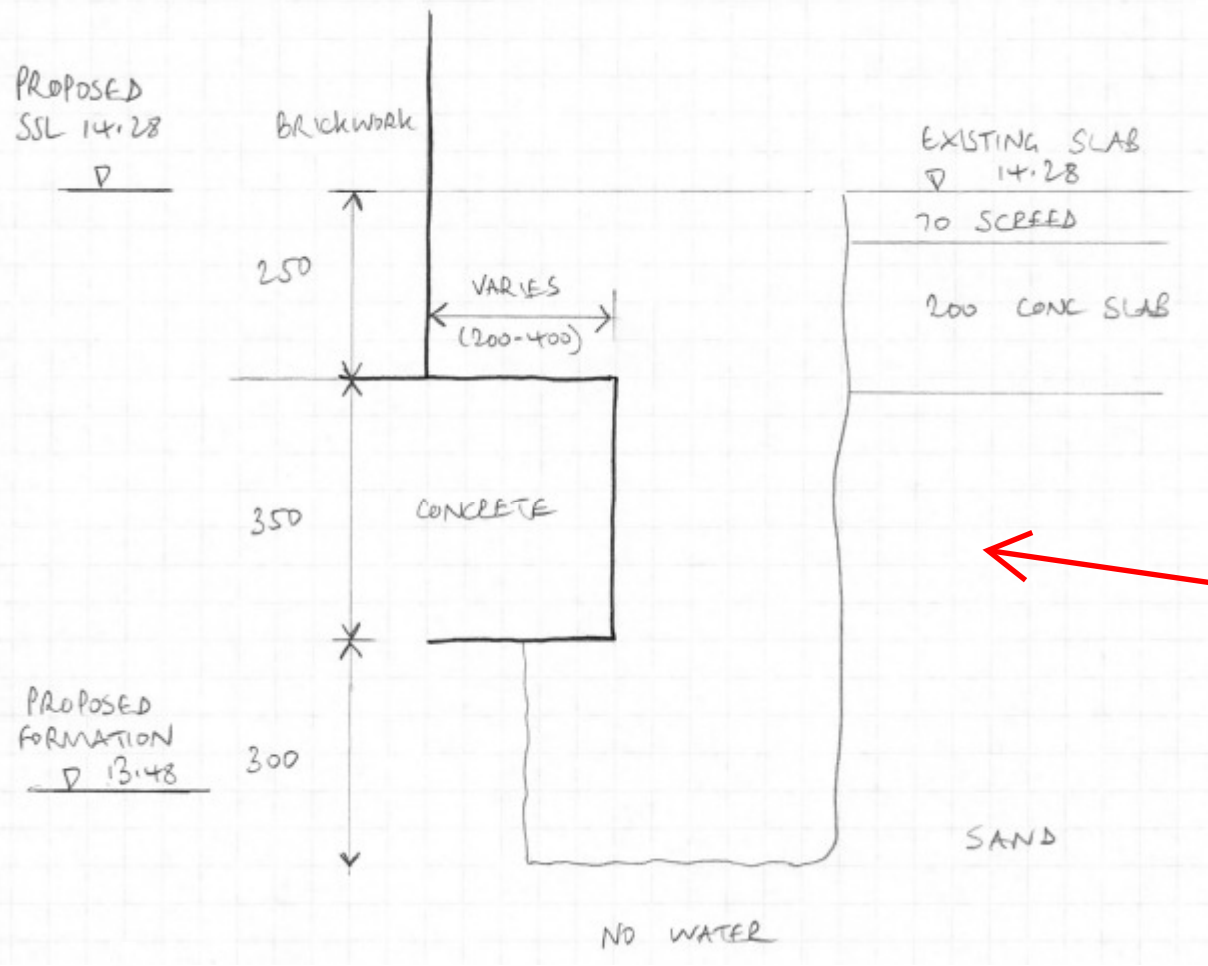 PROPOSED
SSL 14.28
BRICKWORK
EXISTING SLAB
14.28
70 SCREED
250
VARIES
(200-400)
200 CONC SLAB
350
CONCRETE
PROPOSED
FORMATION
13.48
300
SAND
NO WATER